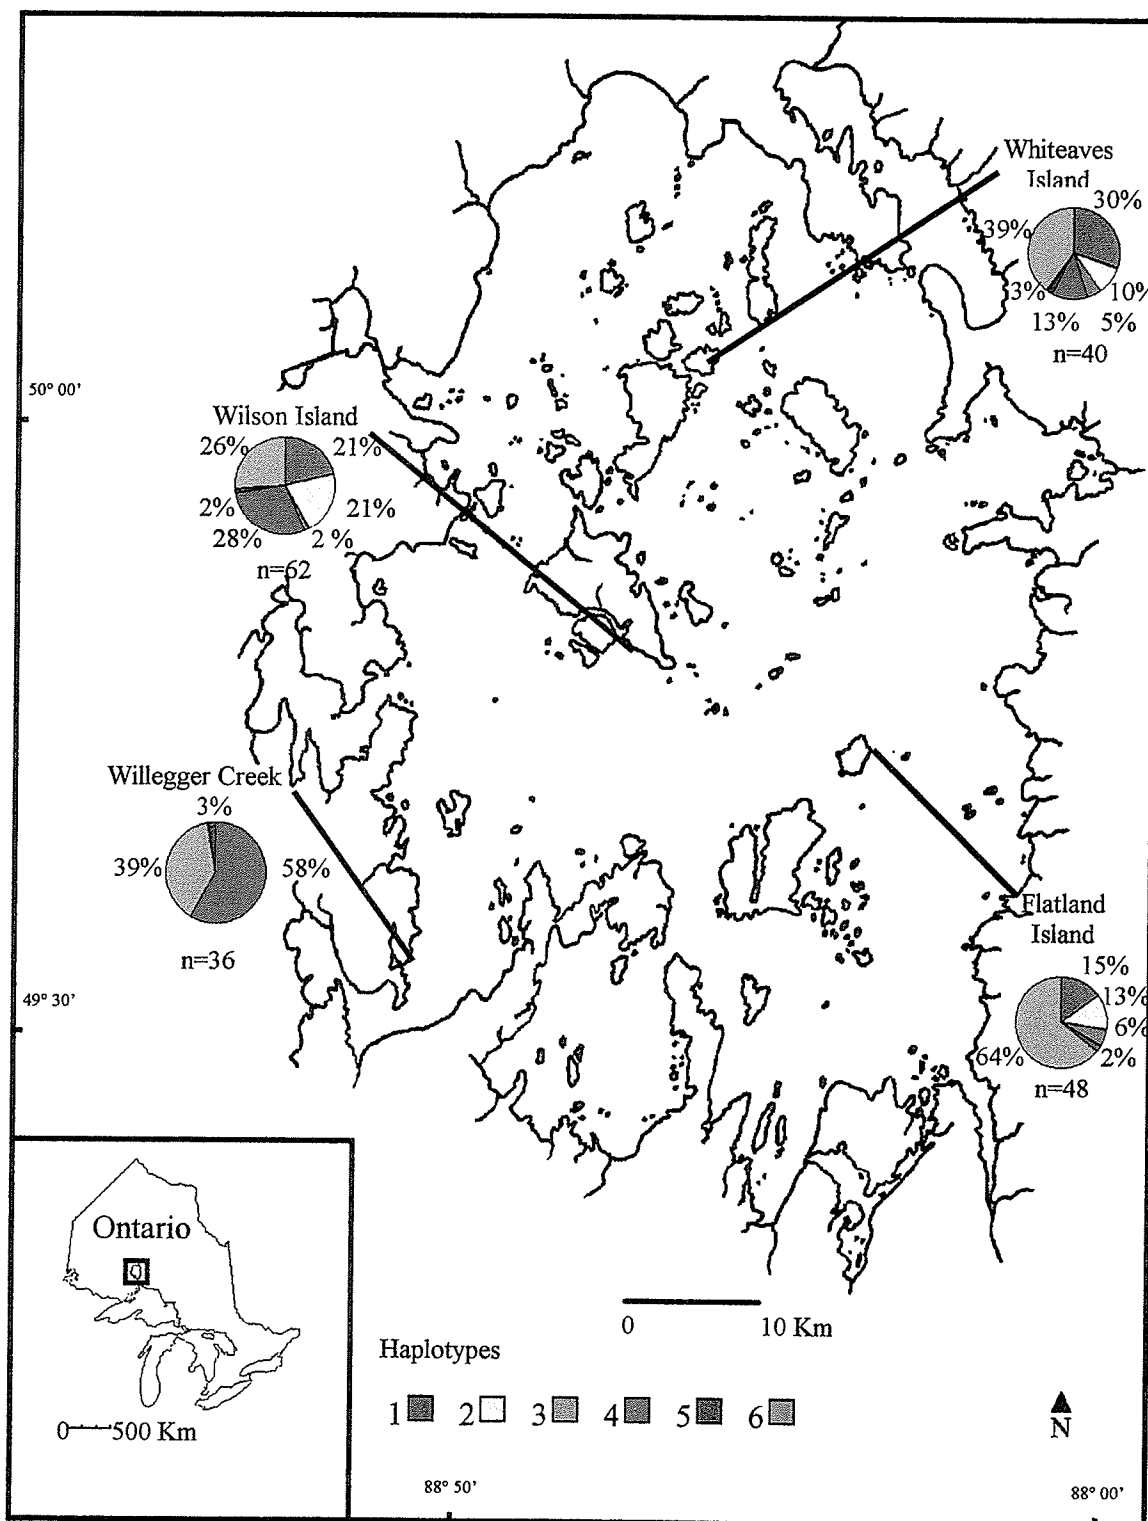 Whiteaves
Island
30%
39%
3%
10%
13%
5%
n=40
50° 00’
Wilson Island
26%
21%
2%
21%
28%
2 %
n=62
Willegger Creek
3%
39%
58%
n=36
Flatland
Island
15%
13%
6%
64%
2%
n=48
49° 30’
Ontario
0 500 Km
0 10 Km
Haplotypes
1 2 3 4 5 6
N
88° 50’
88° 00’